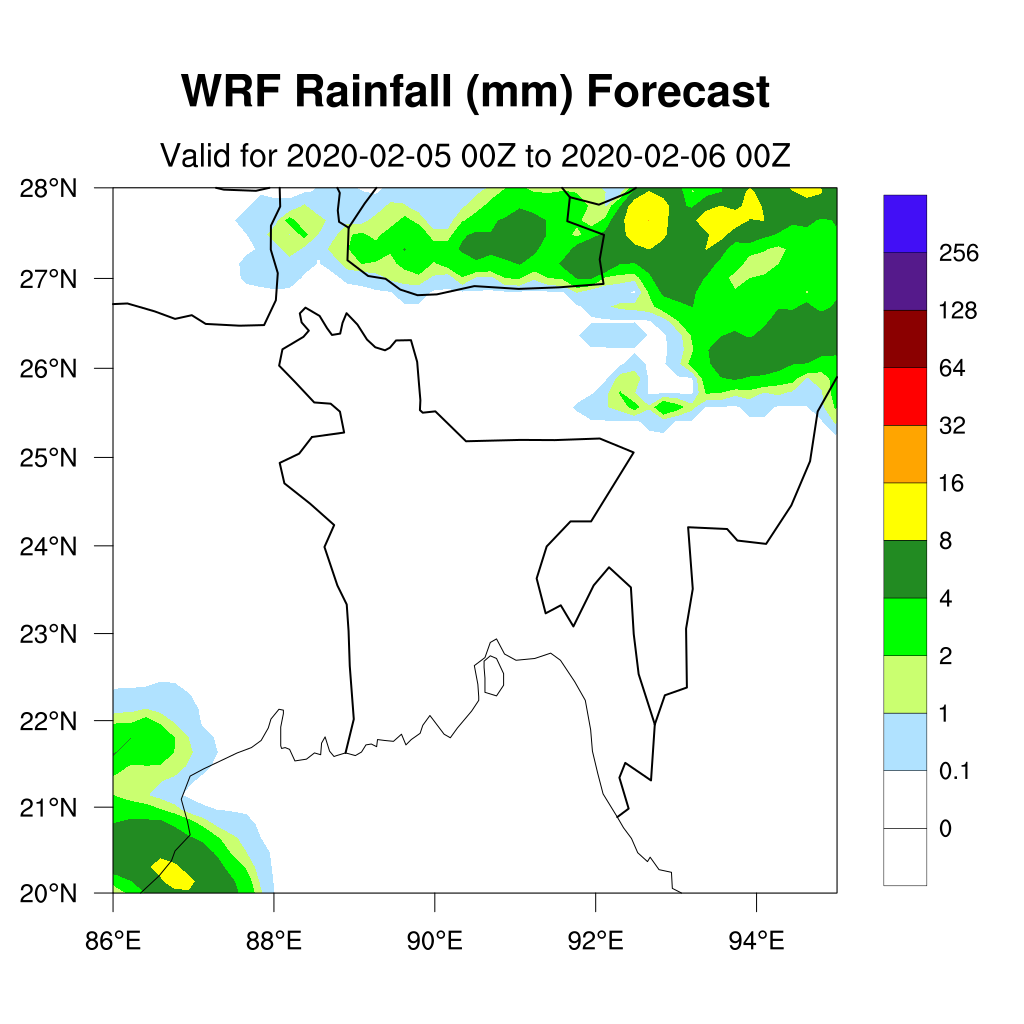 WRF Rainfall (mm) Forecast
Valid for 2020-02-05 00Z to 2020-02-06 00Z
28°N
27°N
26°N
25°N
24°N
23°N
22°N
21°N
20°N
86°E 88°E 90°E 92°E 94°E
256
128
64
32
16
8
4
2
1
0.1
0